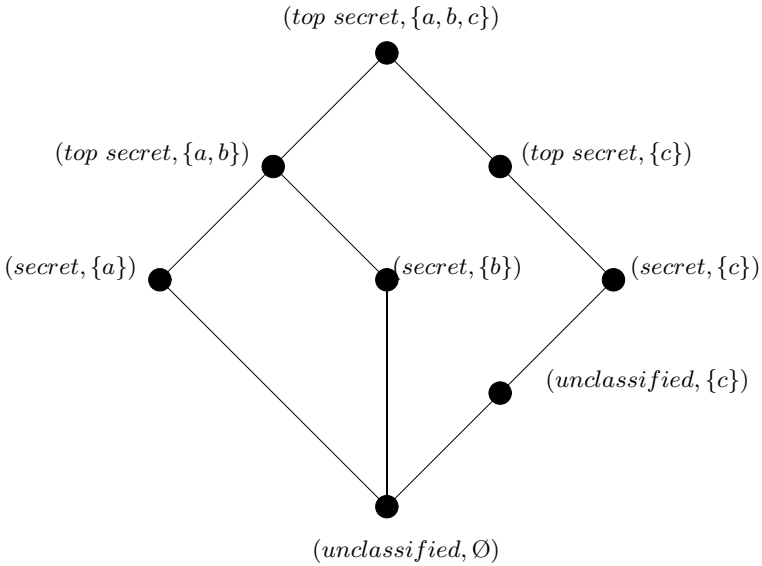 (top secret, {a, b, c})
(top secret, {a, b})
(top secret, {c})
(secret, {a})
(secret, {b})
(secret, {c})
(unclassified, {c})
(unclassified, Ø)